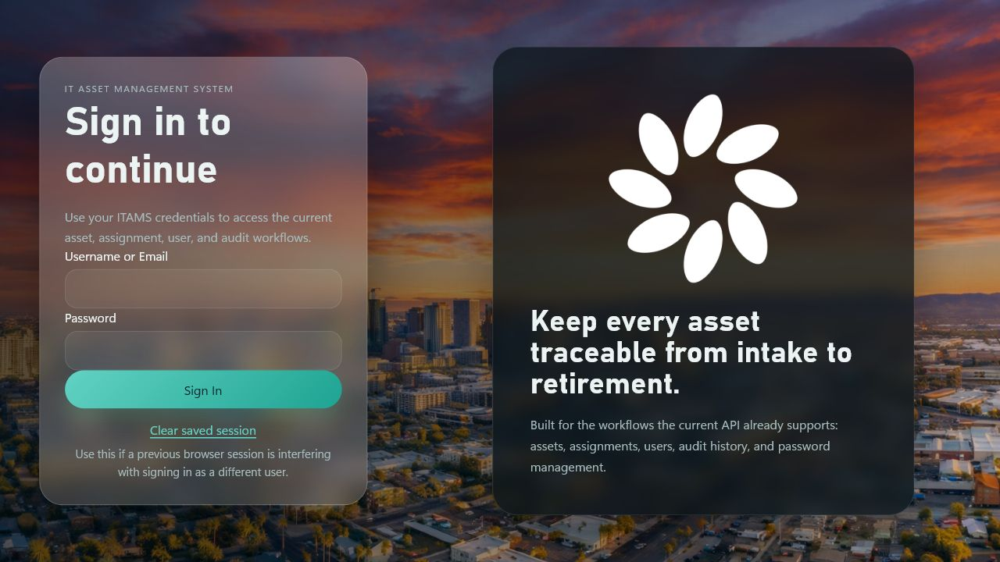 IT ASSET MANAGEMENT SYSTEM
Sign in to
continue
Use your ITAMS credentials to access the current
asset, assignment, user, and audit workflows.
Username or Email
Password
Sign In
Clear saved session
Use this if a previous browser session is interfering
with signing in as a different user.
Keep every asset
traceable from intake to
retirement.
Built for the workflows the current API already supports:
assets, assignments, users, audit history, and password
management.